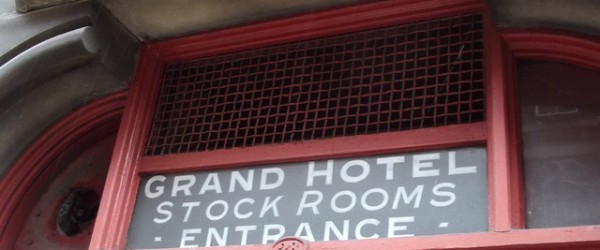 GRAND HOTEL
STOCK ROOMS
- ENTRANCE -